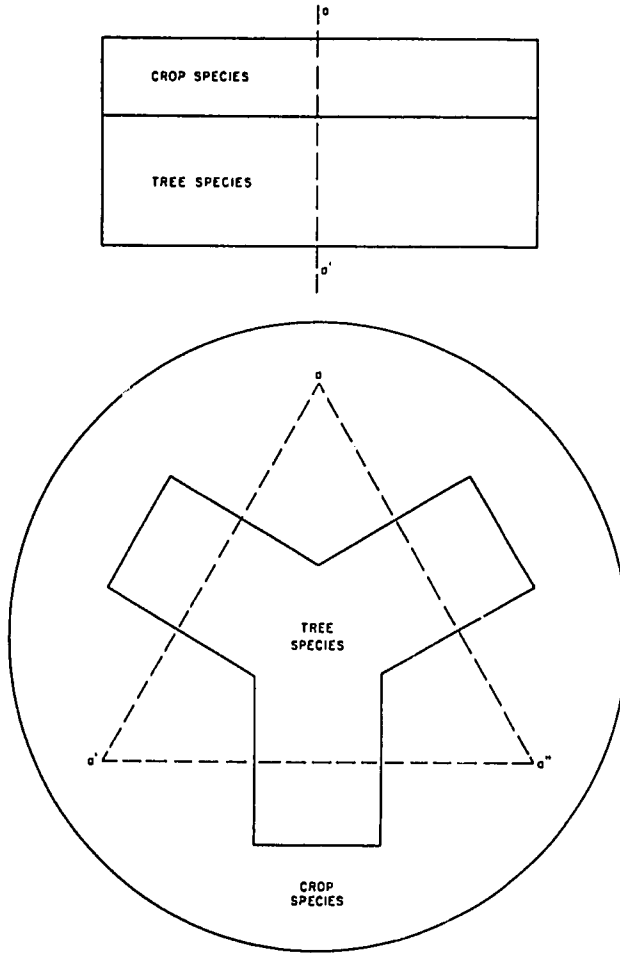 a
CROP SPECIES
TREE SPECIES
a'
a
TREE
SPECIES
a'
a"
CROP
SPECIES